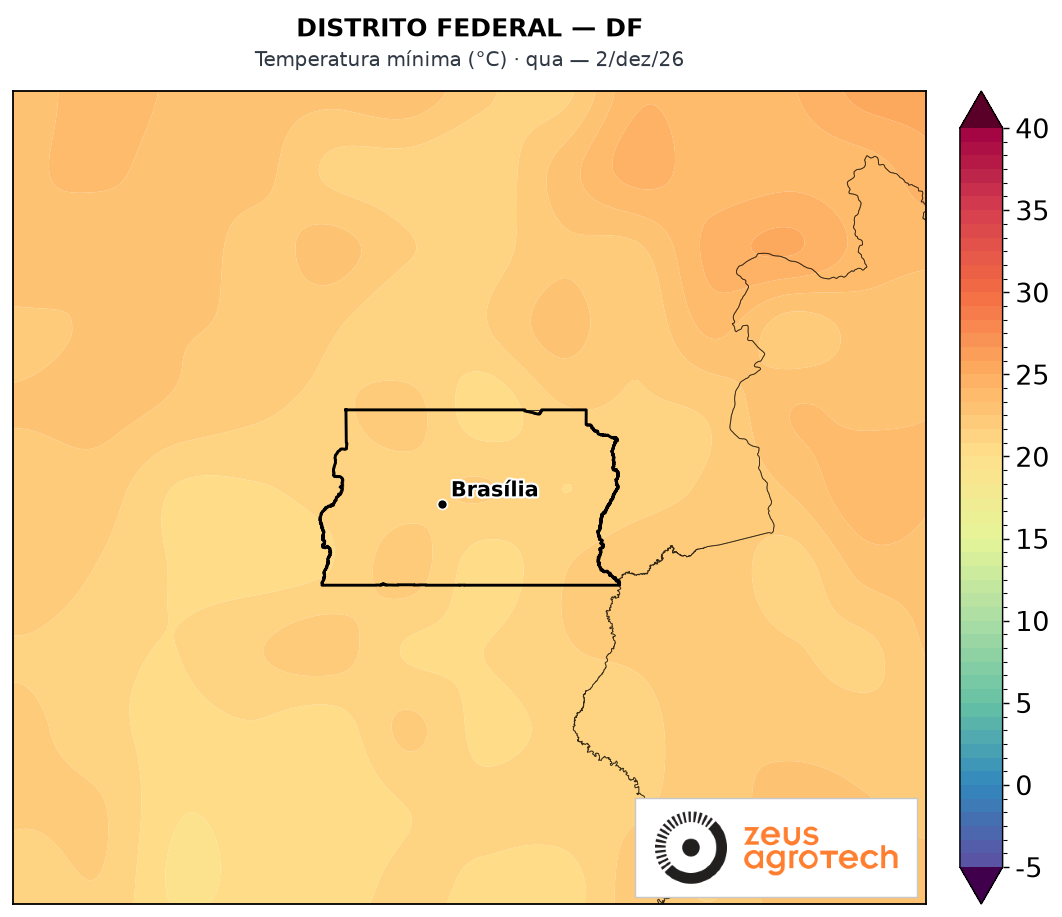 DISTRITO FEDERAL — DF
Temperatura mínima (°C) · qua — 2/dez/26
40
35
30
25
20
15
10
5
0
-5
Brasília
zeus
agrotech